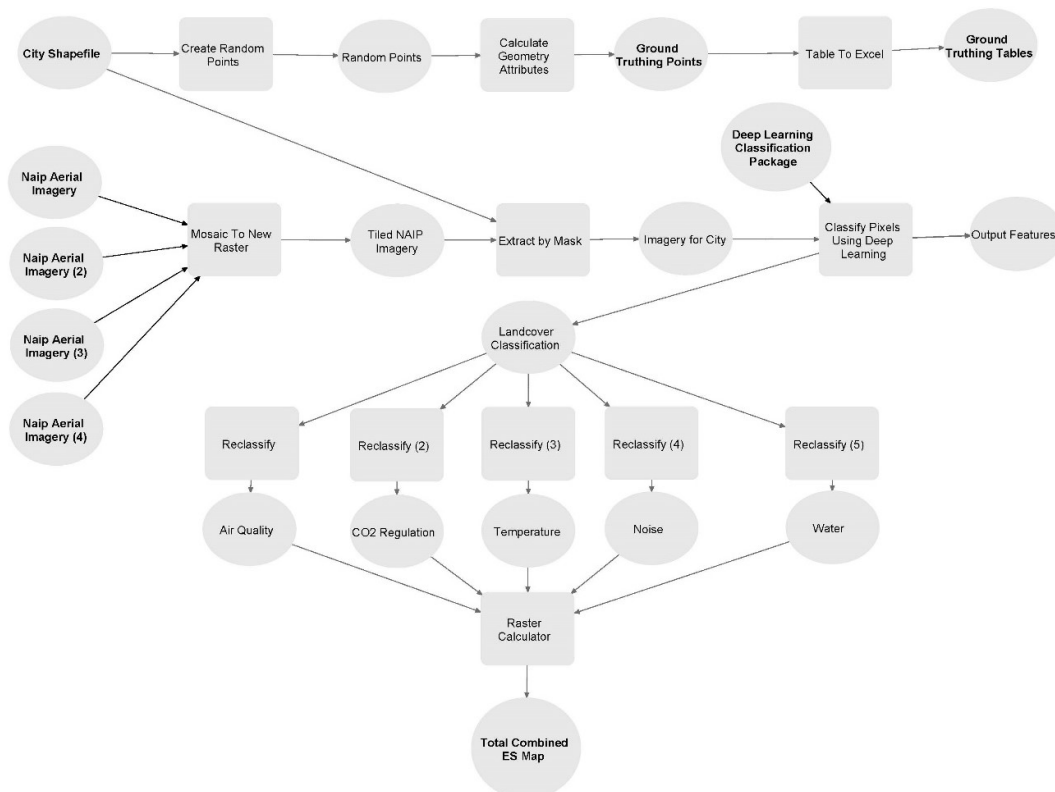 City Shapefile
Create Random
Points
Random Points
Calculate
Geometry
Attributes
Ground
Truthing Points
Table To Excel
Ground
Truthing Tables
Deep Learning
Classification
Package
Naip Aerial
Imagery
Naip Aerial
Imagery (2)
Naip Aerial
Imagery (3)
Naip Aerial
Imagery (4)
Mosaic To New
Raster
Tiled NAIP
Imagery
Extract by Mask
Imagery for City
Classify Pixels
Using Deep
Learning
Output Features
Landcover
Classification
Reclassify
Reclassify (2)
Reclassify (3)
Reclassify (4)
Reclassify (5)
Air Quality
CO2 Regulation
Temperature
Noise
Water
Raster
Calculator
Total Combined
ES Map